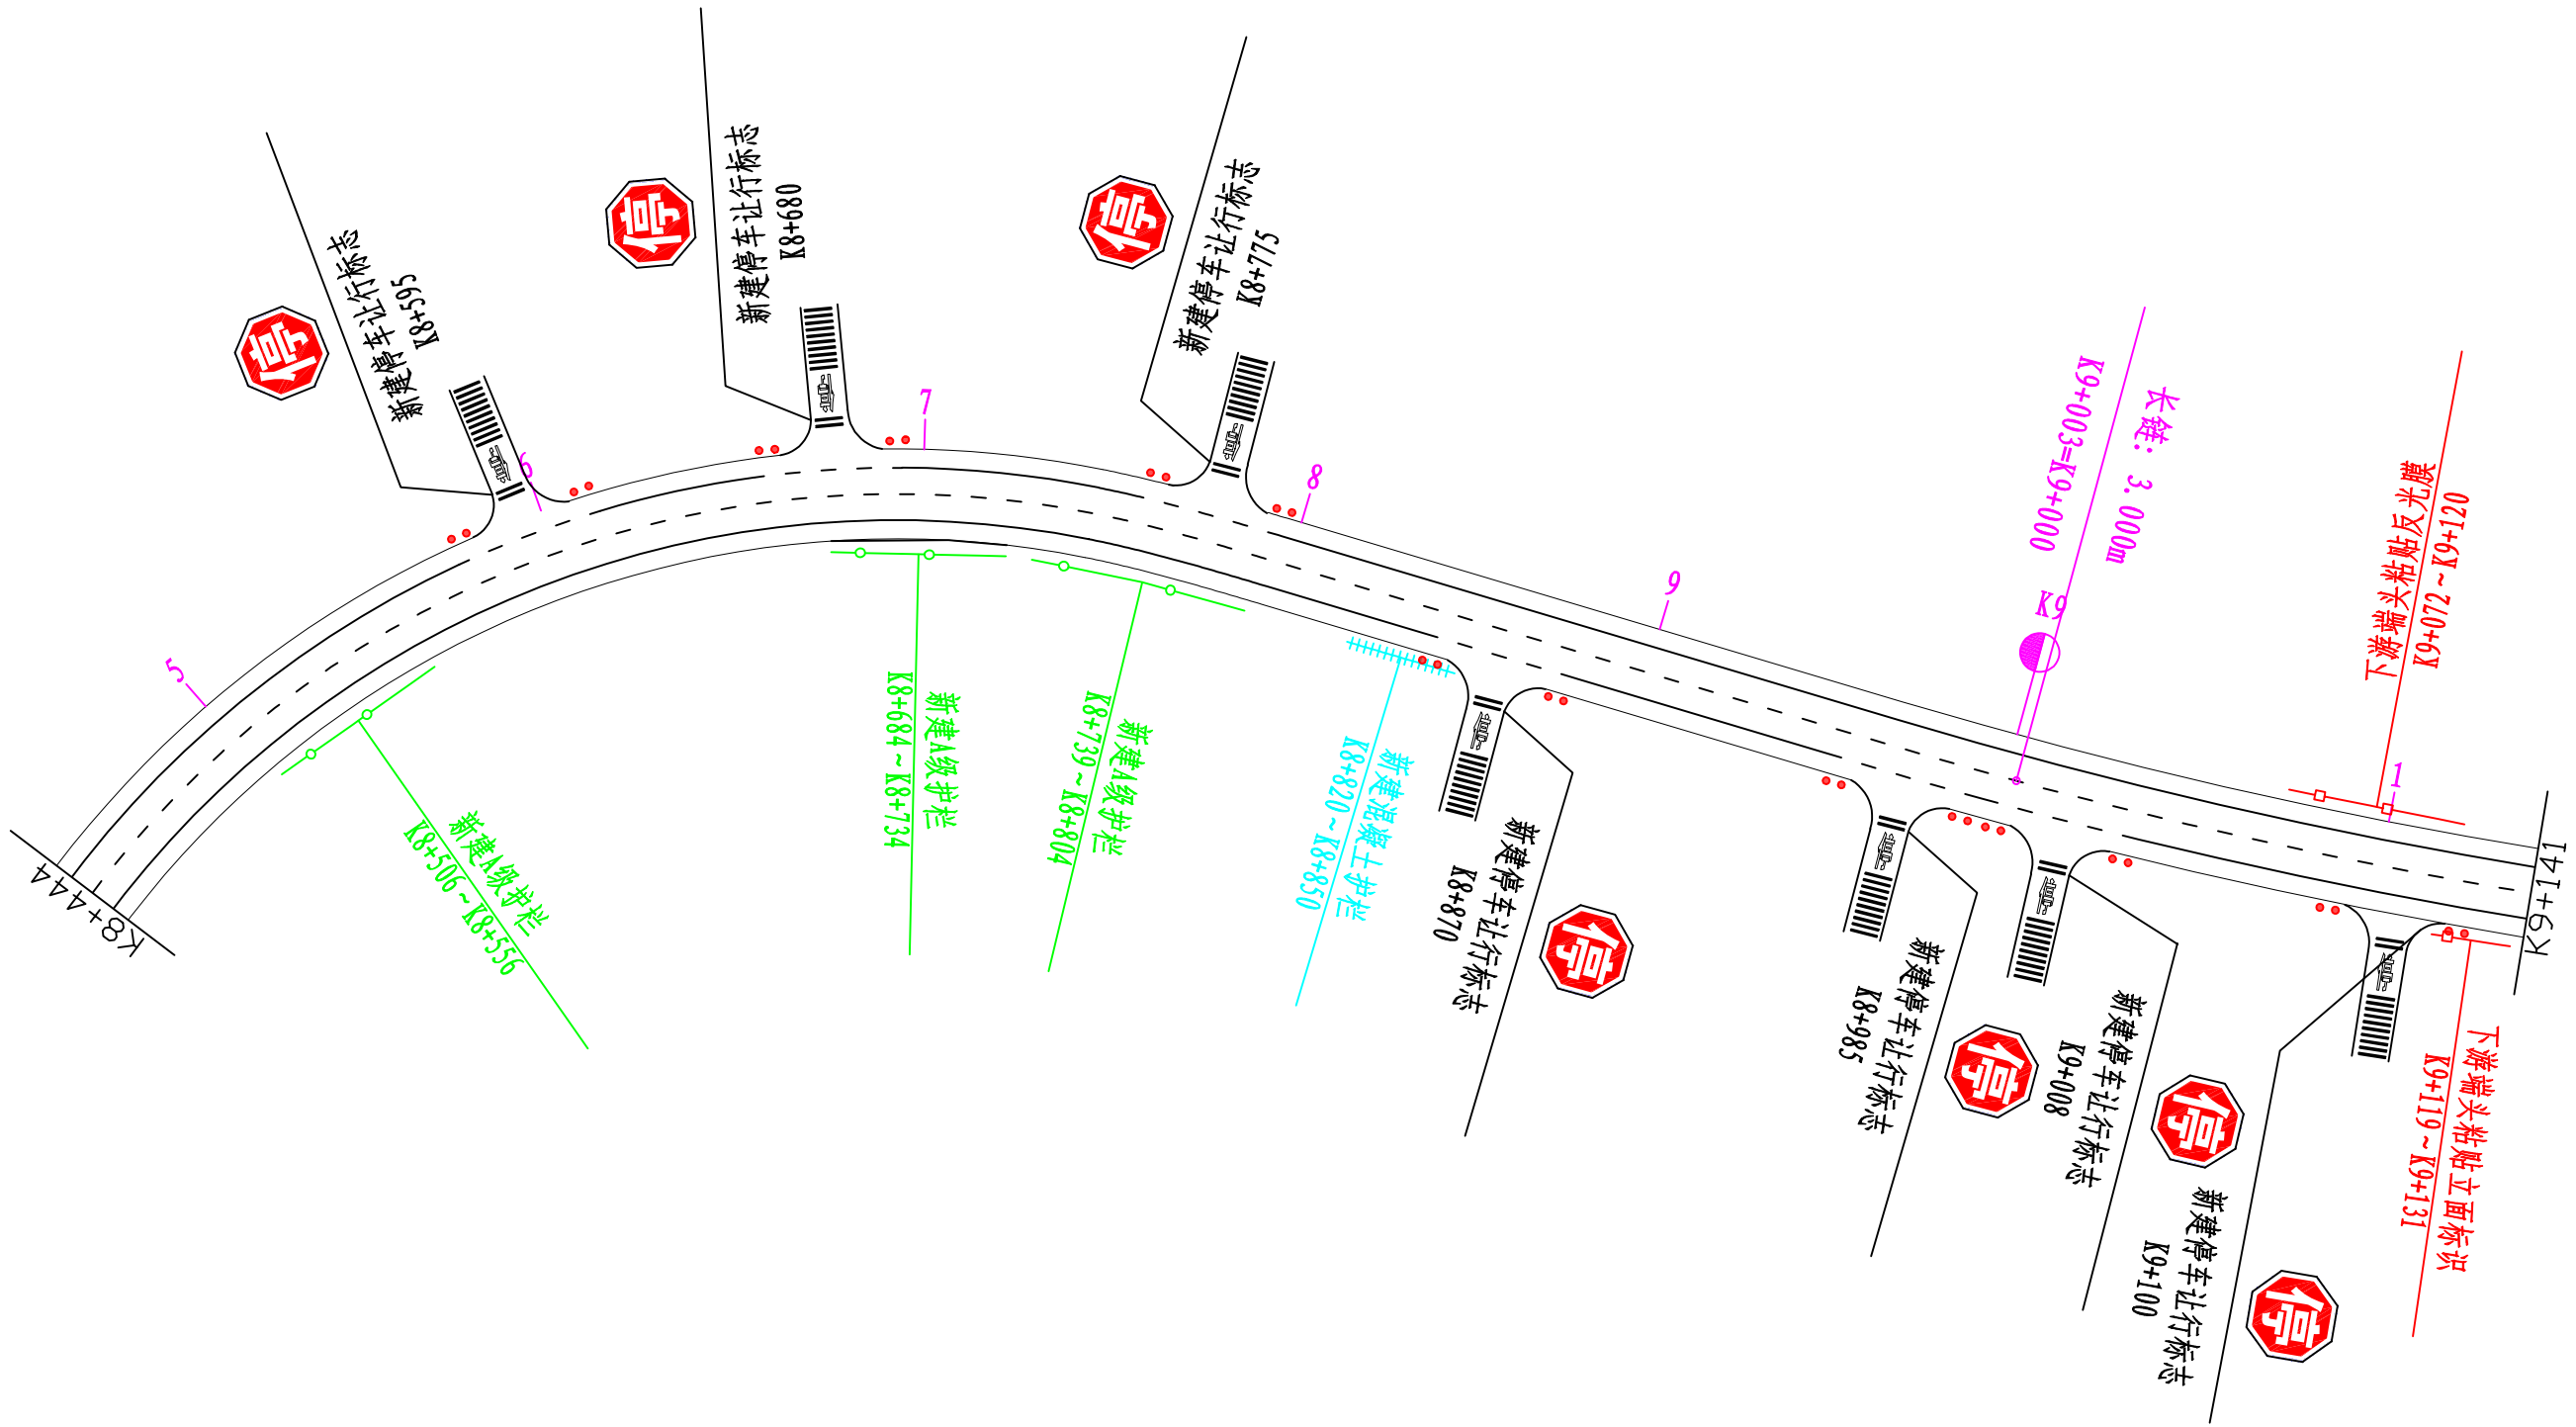 停
新建停车让行标志
K8+595
停
新建停车让行标志
K8+680
停
新建停车让行标志
K8+775
长链: 3.000m
K9+003=K9+000
K9
下游端头粘贴反光膜
K9+072~K9+120
5
6
7
8
9
1
K8+444
K9+141
新建A级护栏
K8+506~K8+556
新建A级护栏
K8+684~K8+734
新建A级护栏
K8+739~K8+804
新建混凝土护栏
K8+820~K8+850
新建停车让行标志
K8+870
停
新建停车让行标志
K8+985
停
新建停车让行标志
K9+008
停
新建停车让行标志
K9+100
停
下游端头粘贴立面标识
K9+119~K9+131